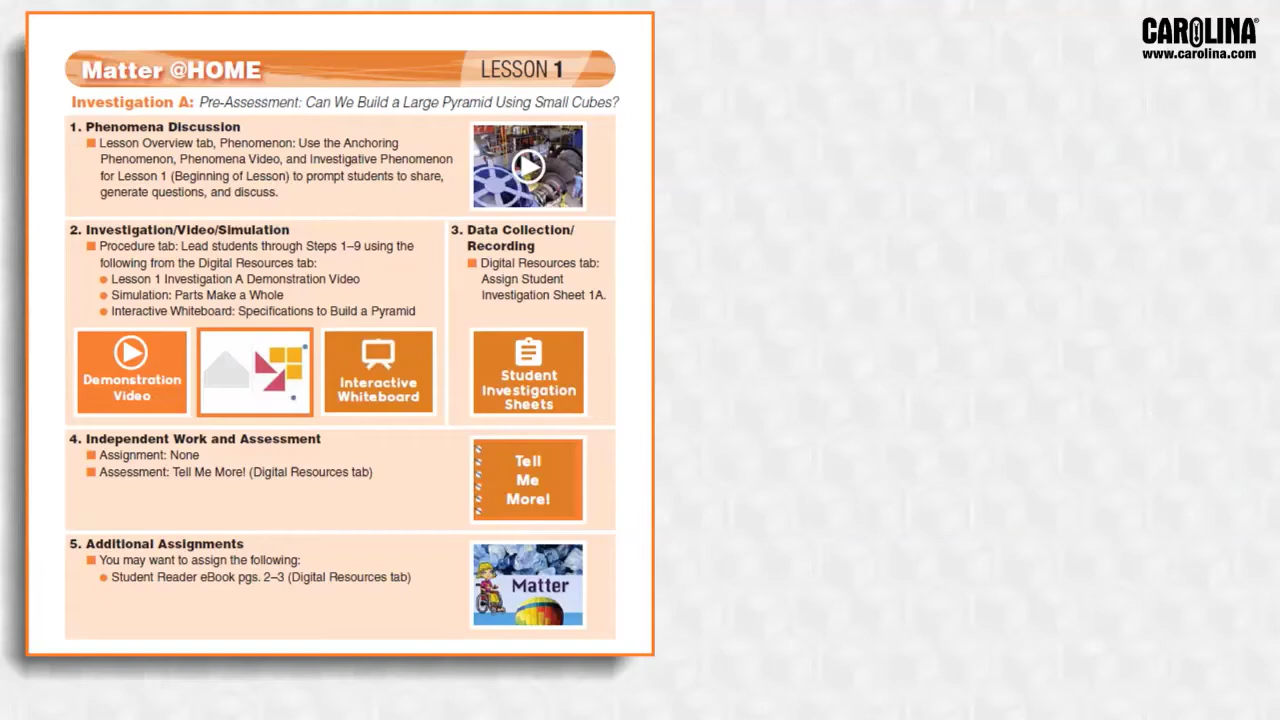 CAROLINA®
www.carolina.com
Matter @HOME
LESSON 1
Investigation A: Pre-Assessment: Can We Build a Large Pyramid Using Small Cubes?
1. Phenomena Discussion
Lesson Overview tab, Phenomenon: Use the Anchoring
Phenomenon, Phenomena Video, and Investigative Phenomenon
for Lesson 1 (Beginning of Lesson) to prompt students to share,
generate questions, and discuss.
2. Investigation/Video/Simulation
Procedure tab: Lead students through Steps 1–9 using the
following from the Digital Resources tab:
Lesson 1 Investigation A Demonstration Video
Simulation: Parts Make a Whole
Interactive Whiteboard: Specifications to Build a Pyramid
Demonstration
Video
Interactive
Whiteboard
3. Data Collection/
Recording
Digital Resources tab:
Assign Student
Investigation Sheet 1A.
Student
Investigation
Sheets
4. Independent Work and Assessment
Assignment: None
Assessment: Tell Me More! (Digital Resources tab)
Tell
Me
More!
5. Additional Assignments
You may want to assign the following:
Student Reader eBook pgs. 2–3 (Digital Resources tab)
Matter